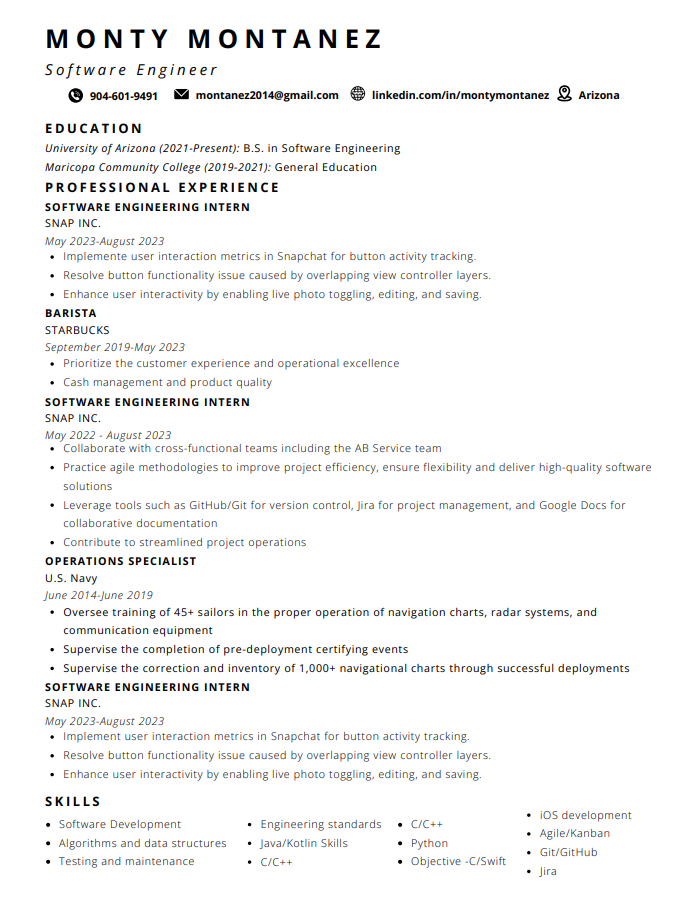 MONTY MONTANEZ
Software Engineer
904-601-9491 montanez2014@gmail.com linkedin.com/in/montymontanez Arizona
EDUCATION
University of Arizona (2021-Present): B.S. in Software Engineering
Maricopa Community College (2019-2021): General Education
PROFESSIONAL EXPERIENCE
SOFTWARE ENGINEERING INTERN
SNAP INC.
May 2023-August 2023
• Implemente user interaction metrics in Snapchat for button activity tracking.
• Resolve button functionality issue caused by overlapping view controller layers.
• Enhance user interactivity by enabling live photo toggling, editing, and saving.
BARISTA
STARBUCKS
September 2019-May 2023
• Prioritize the customer experience and operational excellence
• Cash management and product quality
SOFTWARE ENGINEERING INTERN
SNAP INC.
May 2022 - August 2023
• Collaborate with cross-functional teams including the AB Service team
• Practice agile methodologies to improve project efficiency, ensure flexibility and deliver high-quality software
solutions
• Leverage tools such as GitHub/Git for version control, Jira for project management, and Google Docs for
collaborative documentation
• Contribute to streamlined project operations
OPERATIONS SPECIALIST
U.S. Navy
June 2014-June 2019
• Oversee training of 45+ sailors in the proper operation of navigation charts, radar systems, and
communication equipment
• Supervise the completion of pre-deployment certifying events
• Supervise the correction and inventory of 1,000+ navigational charts through successful deployments
SOFTWARE ENGINEERING INTERN
SNAP INC.
May 2023-August 2023
• Implement user interaction metrics in Snapchat for button activity tracking.
• Resolve button functionality issue caused by overlapping view controller layers.
• Enhance user interactivity by enabling live photo toggling, editing, and saving.
SKILLS
• Software Development
• Algorithms and data structures
• Testing and maintenance
• Engineering standards
• Java/Kotlin Skills
• C/C++
• C/C++
• Python
• Objective -C/Swift
• iOS development
• Agile/Kanban
• Git/GitHub
• Jira